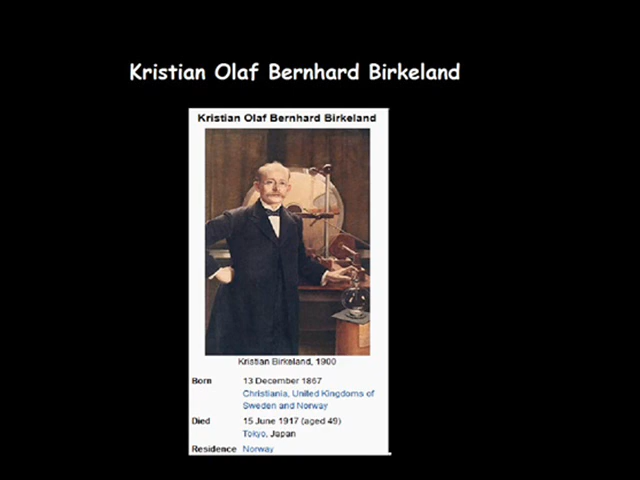 Kristian Olaf Bernhard Birkeland
Kristian Olaf Bernhard Birkeland
Kristian Birkeland, 1900
Born 13 December 1867
Christiania, United Kingdoms of
Sweden and Norway
Died 15 June 1917 (aged 49)
Tokyo, Japan
Residence Norway